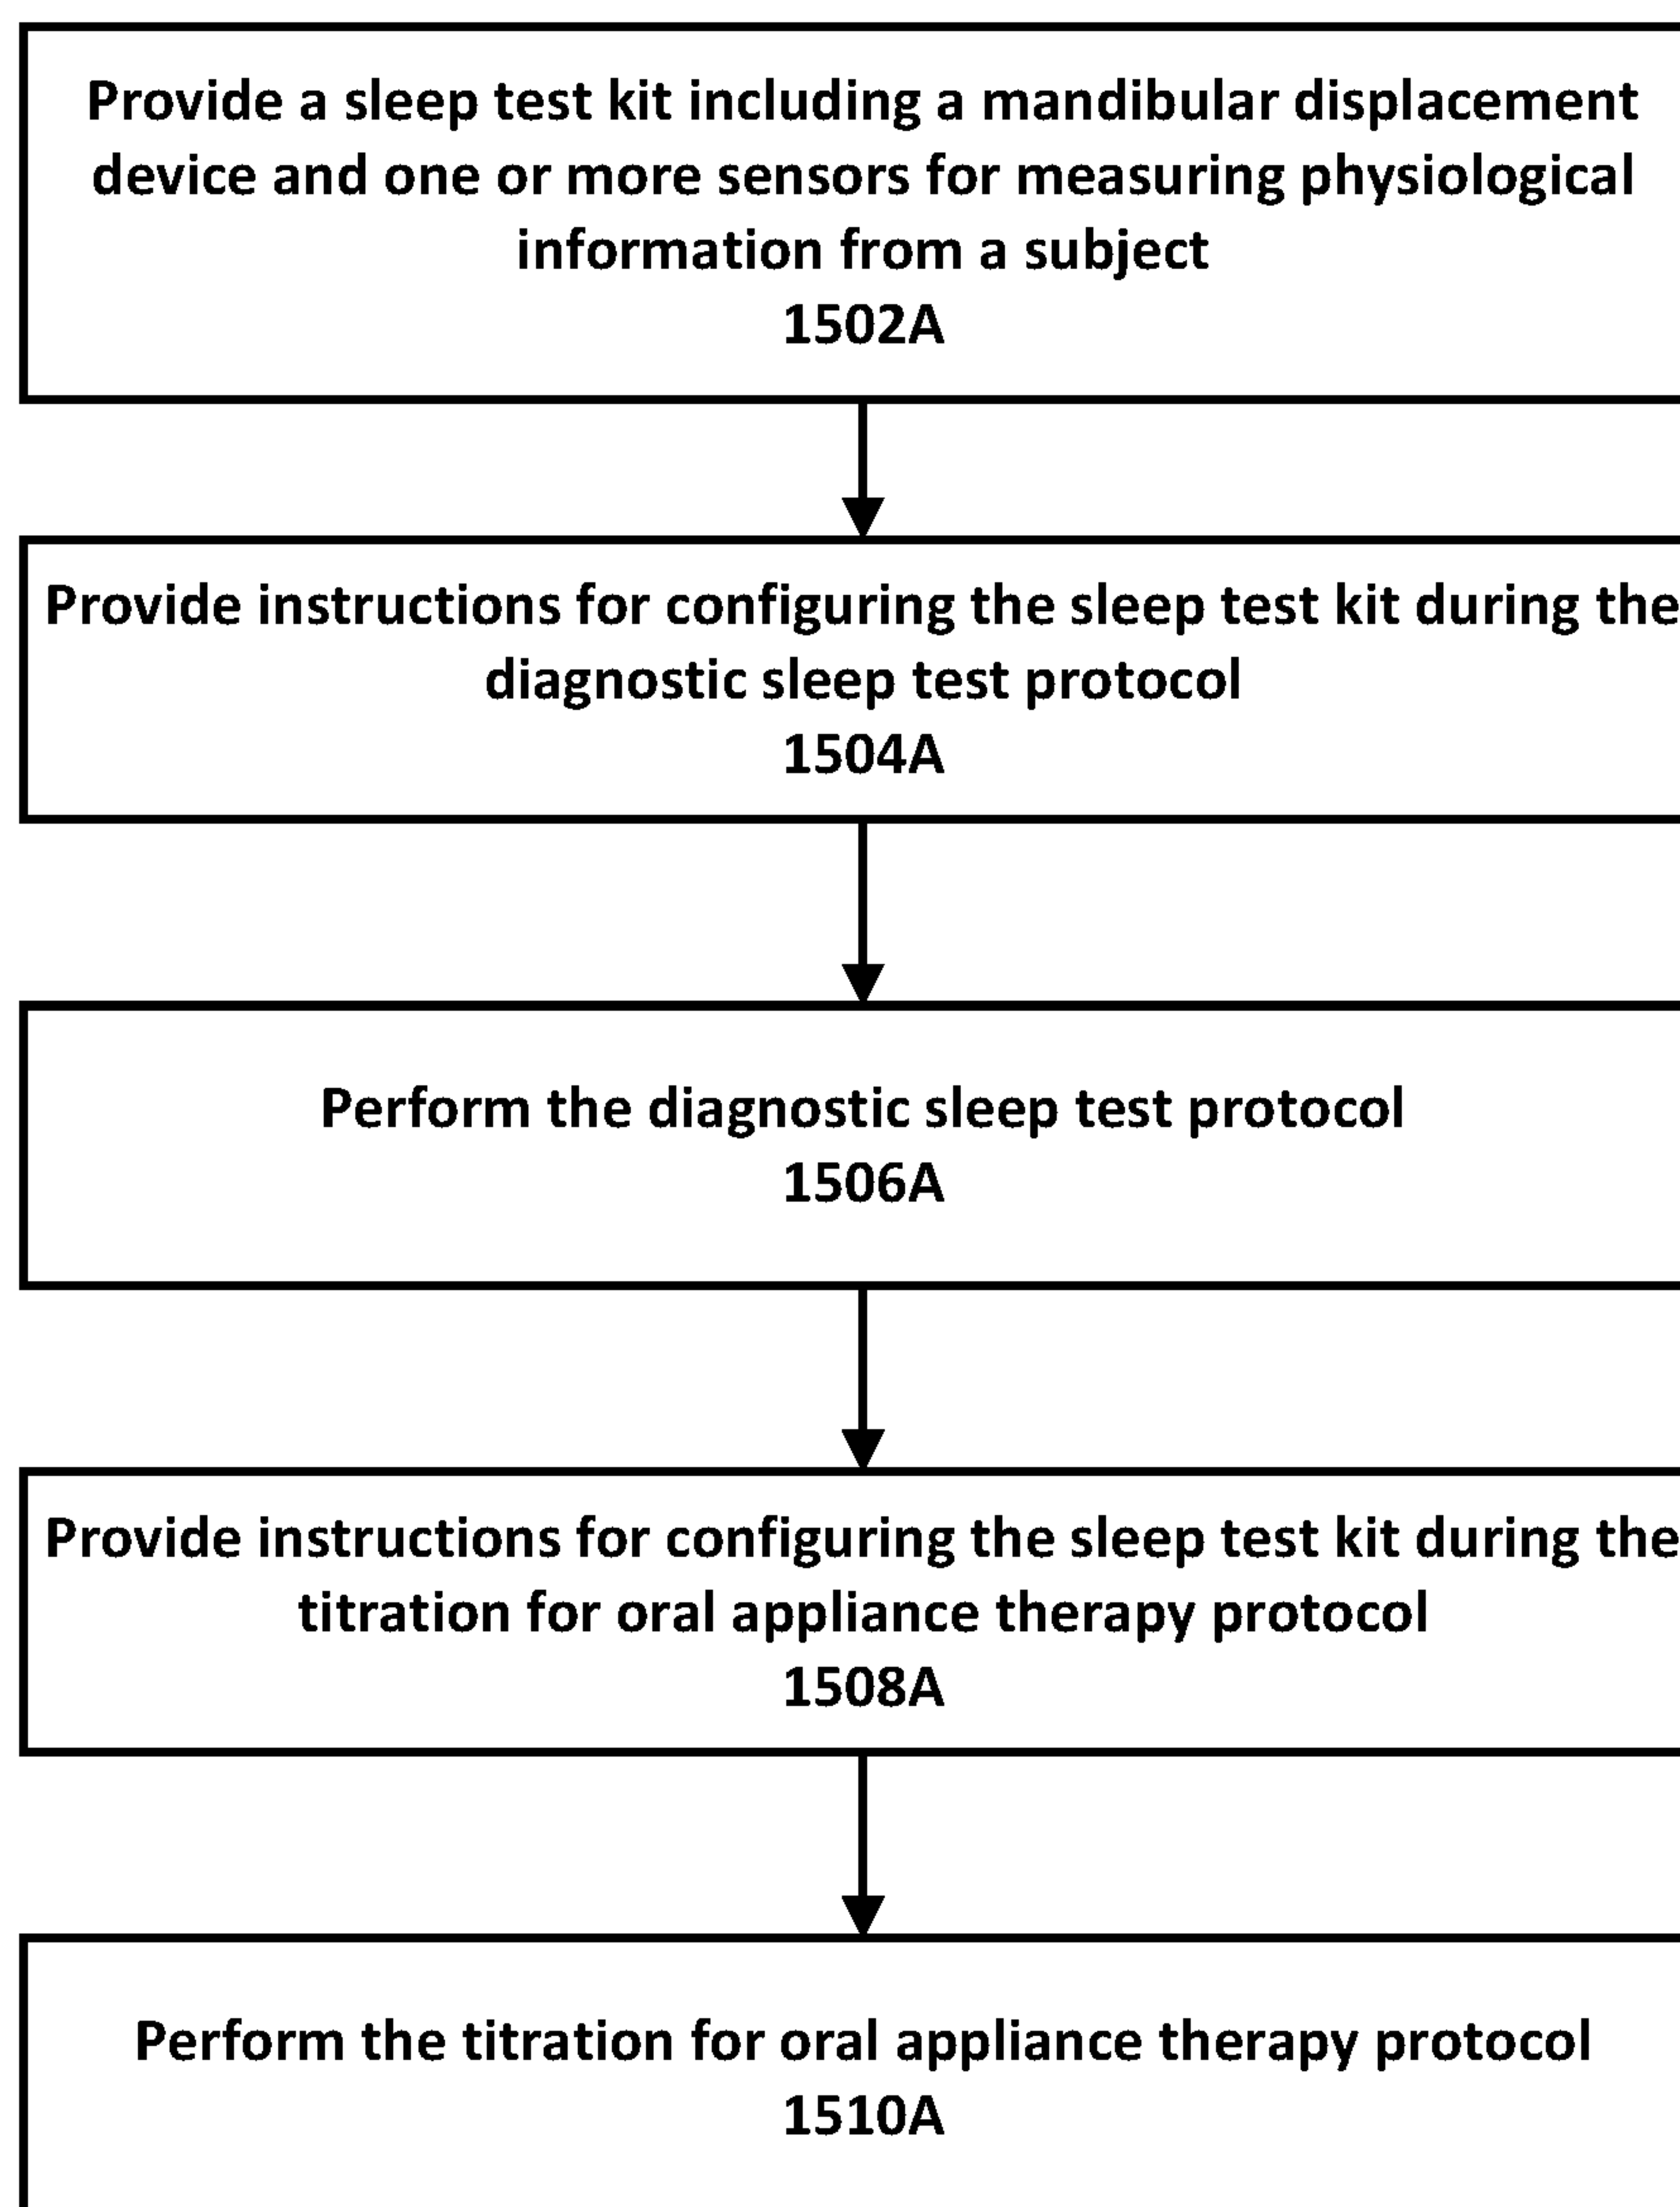 Provide a sleep test kit including a mandibular displacement
device and one or more sensors for measuring physiological
information from a subject
1502A
Provide instructions for configuring the sleep test kit during the
diagnostic sleep test protocol
1504A
Perform the diagnostic sleep test protocol
1506A
Provide instructions for configuring the sleep test kit during the
titration for oral appliance therapy protocol
1508A
Perform the titration for oral appliance therapy protocol
1510A